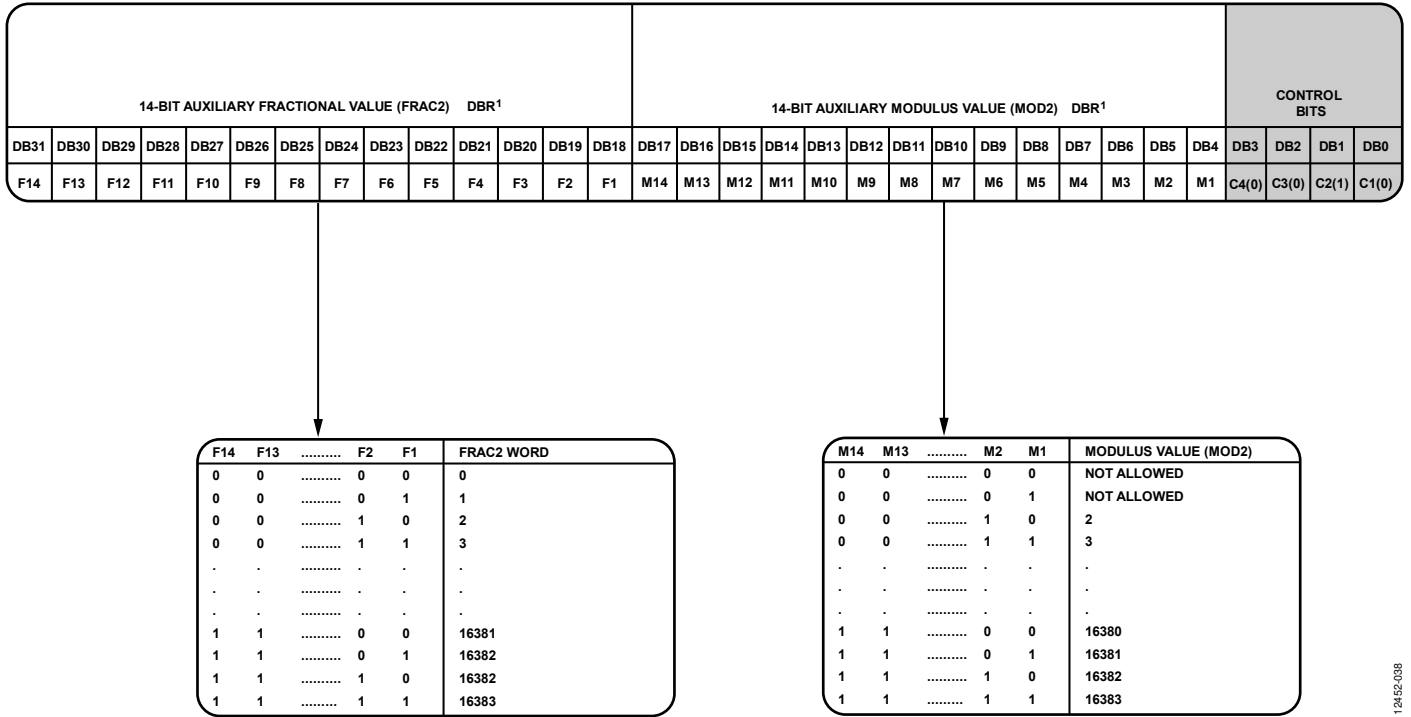 14-BIT AUXILIARY FRACTIONAL VALUE (FRAC2) DBR1 14-BIT AUXILIARY MODULUS VALUE (MOD2) DBR1 CONTROL
BITS
DB31 DB30 DB29 DB28 DB27 DB26 DB25 DB24 DB23 DB22 DB21 DB20 DB19 DB18 DB17 DB16 DB15 DB14 DB13 DB12 DB11 DB10 DB9 DB8 DB7 DB6 DB5 DB4 DB3 DB2 DB1 DB0
F14 F13 F12 F11 F10 F9 F8 F7 F6 F5 F4 F3 F2 F1 M14 M13 M12 M11 M10 M9 M8 M7 M6 M5 M4 M3 M2 M1 C4(0) C3(0) C2(1) C1(0)
F14 F13 .......... F2 F1 FRAC2 WORD
0 0 .......... 0 0 0
0 0 .......... 0 1 1
0 0 .......... 1 0 2
0 0 .......... 1 1 3
. . .......... . . .
. . .......... . . .
. . .......... . . .
1 1 .......... 0 0 16381
1 1 .......... 0 1 16382
1 1 .......... 1 0 16382
1 1 ......... 1 1 16383
M14 M13 .......... M2 M1 MODULUS VALUE (MOD2)
0 0 .......... 0 0 NOT ALLOWED
0 0 .......... 0 1 NOT ALLOWED
0 0 .......... 1 0 2
0 0 .......... 1 1 3
. . .......... . . .
. . .......... . . .
. . .......... . . .
1 1 .......... 0 0 16380
1 1 .......... 0 1 16381
1 1 .......... 1 0 16382
1 1 ......... 1 1 16383
12452-038